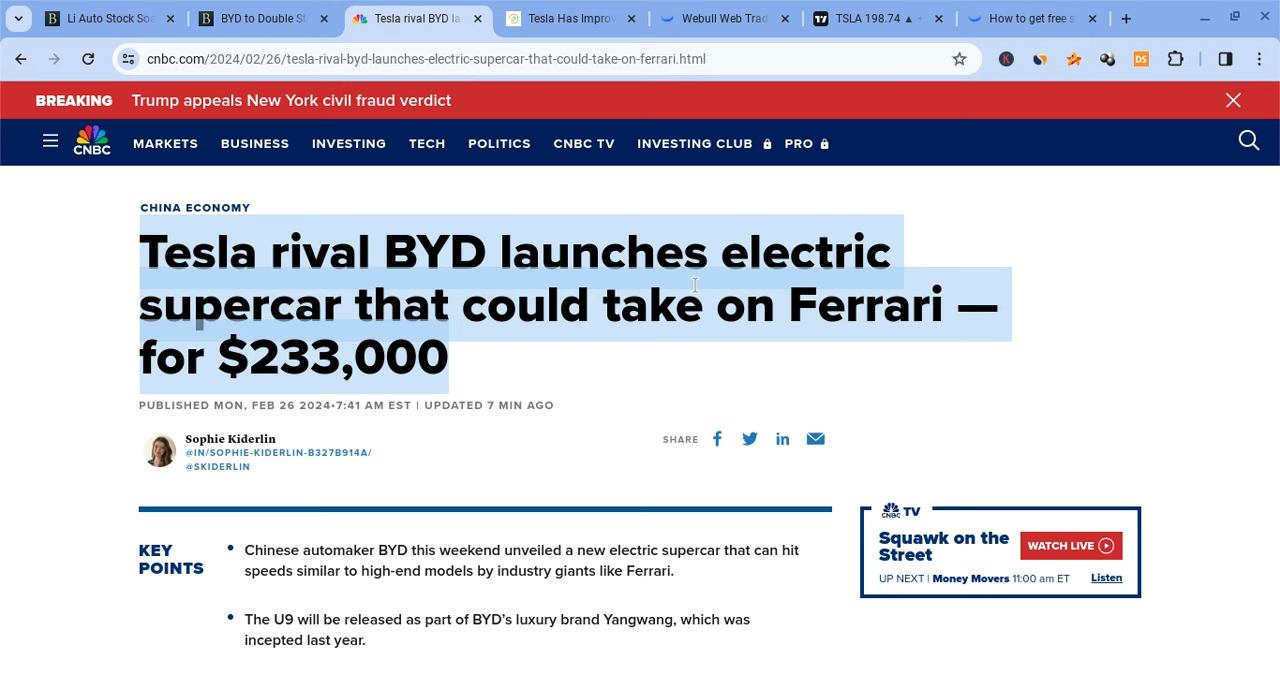 Li Auto Stock Soa
BYD to Double St
Tesla rival BYD la
Tesla Has Improv
Webull Web Trad
TSLA 198.74 ▲
How to get free s
cnbc.com/2024/02/26/tesla-rival-byd-launches-electric-supercar-that-could-take-on-ferrari.html
K
DS
BREAKING Trump appeals New York civil fraud verdict
CNBC
MARKETS BUSINESS INVESTING TECH POLITICS CNBC TV INVESTING CLUB PRO
CHINA ECONOMY
Tesla rival BYD launches electric
supercar that could take on Ferrari —
for $233,000
PUBLISHED MON, FEB 26 2024•7:41 AM EST | UPDATED 7 MIN AGO
Sophie Kiderlin
@IN/SOPHIE-KIDERLIN-B327B914A/
@SKIDERLIN
SHARE
KEY
POINTS
• Chinese automaker BYD this weekend unveiled a new electric supercar that can hit
speeds similar to high-end models by industry giants like Ferrari.
• The U9 will be released as part of BYD’s luxury brand Yangwang, which was
incepted last year.
CNBC TV
Squawk on the
Street
WATCH LIVE
UP NEXT | Money Movers 11:00 am ET
Listen